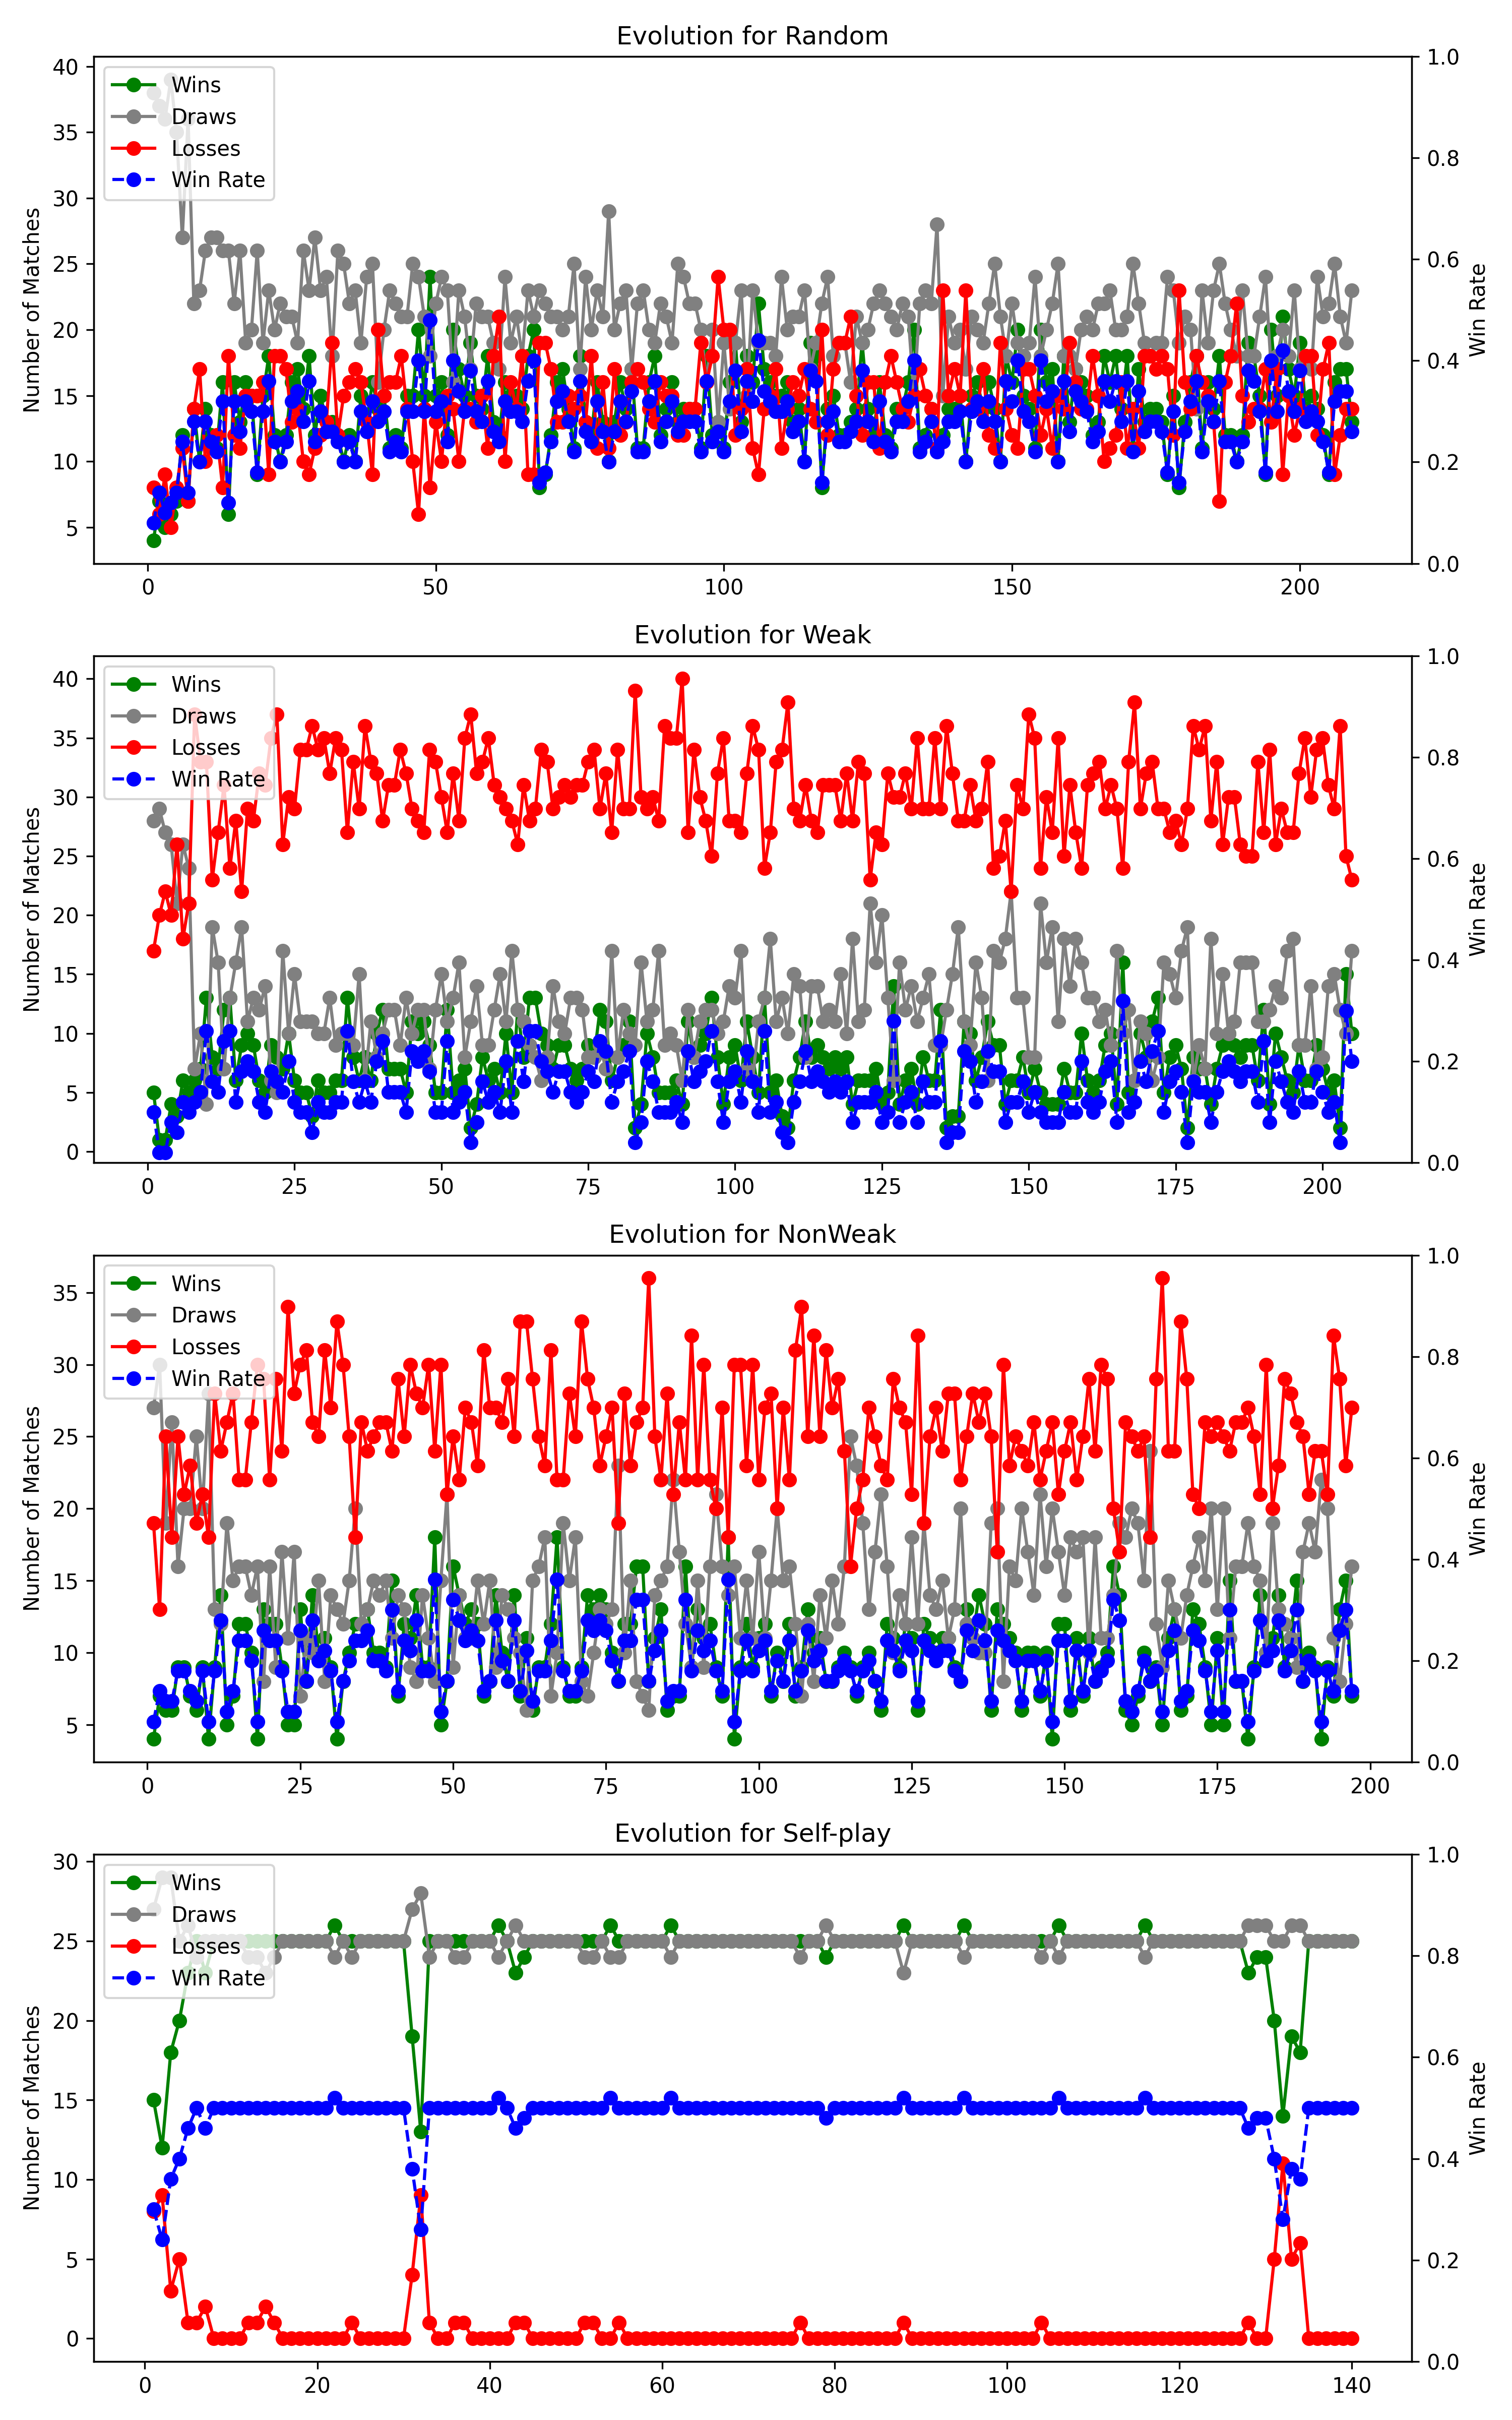 Evolution for Random
40
35
30
25
20
15
10
5
Number of Matches
Wins
Draws
Losses
Win Rate
1.0
0.8
0.6
0.4
0.2
0.0
Win Rate
0 50 100 150 200
Evolution for Weak
40
35
30
25
20
15
10
5
0
Number of Matches
Wins
Draws
Losses
Win Rate
1.0
0.8
0.6
0.4
0.2
0.0
Win Rate
0 25 50 75 100 125 150 175 200
Evolution for NonWeak
35
30
25
20
15
10
5
Number of Matches
Wins
Draws
Losses
Win Rate
1.0
0.8
0.6
0.4
0.2
0.0
Win Rate
0 25 50 75 100 125 150 175 200
Evolution for Self-play
30
25
20
15
10
5
0
Number of Matches
Wins
Draws
Losses
Win Rate
1.0
0.8
0.6
0.4
0.2
0.0
Win Rate
0 20 40 60 80 100 120 140